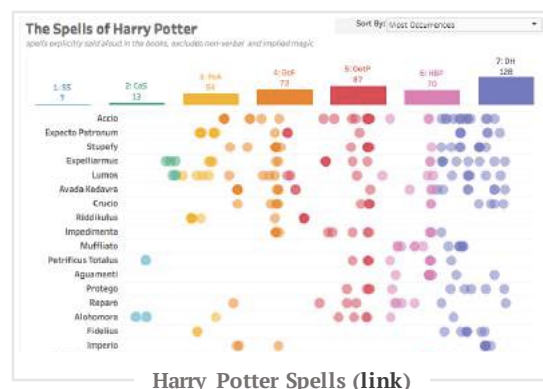 The Spells of Harry Potter
spells explicitly said aloud in the books, excludes non-verbal and implied magic
Sort By: Most Occurrences
1: SS
7
2: CoS
13
3: PoA
4: GoF
73
5: OotP
87
6: HBP
70
7: DH
128
Accio
Expecto Patronum
Stupefy
Expelliarmus
Lumos
Avada Kedavra
Crucio
Riddikulus
Impedimenta
Muffliato
Petrificus Totalus
Aguamenti
Protego
Reparo
Alohomora
Fidelius
Imperio
Harry Potter Spells (link)